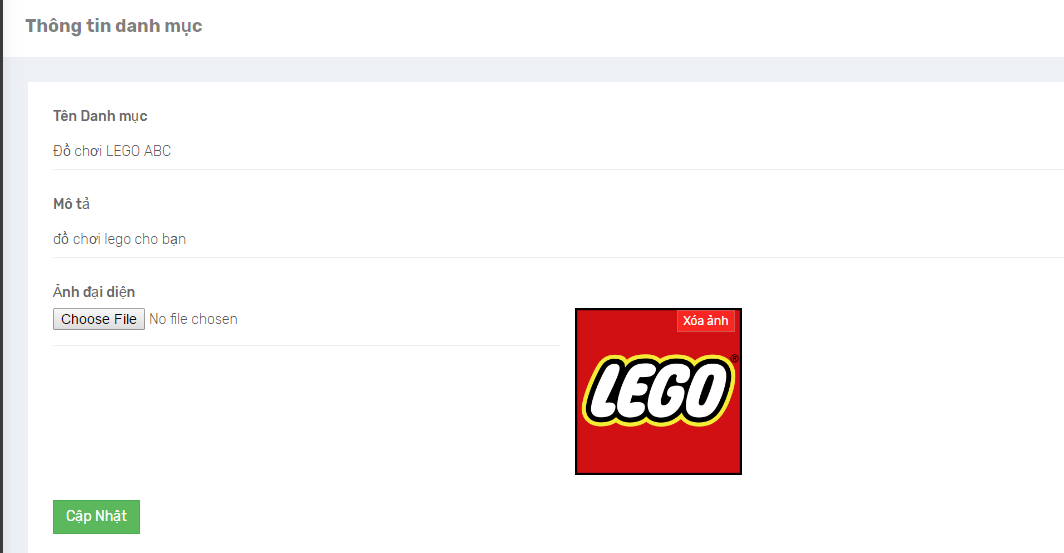 Thông tin danh mục
Tên Danh mục
Đồ chơi LEGO ABC
Mô tả
đồ chơi lego cho bạn
Ảnh đại diện
Choose File No file chosen
Xóa ảnh
LEGO®
Cập Nhật